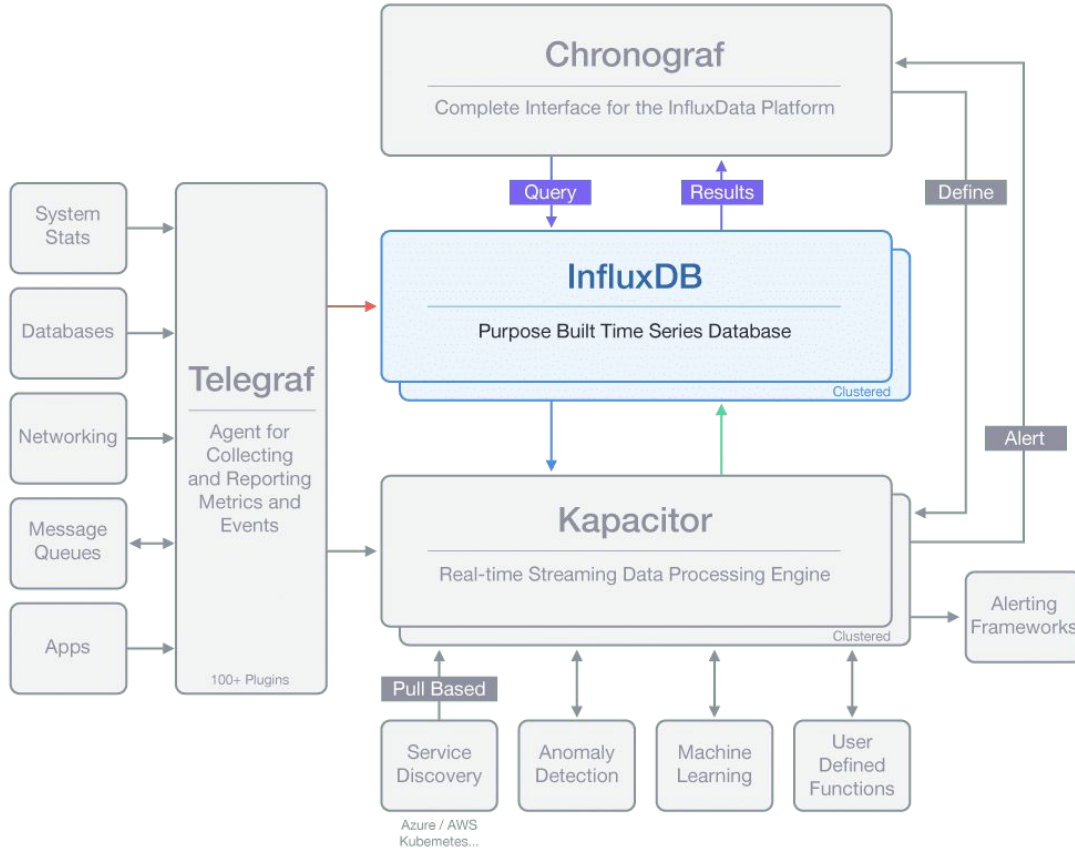 Chronograf
Complete Interface for the InfluxData Platform
Query
Results
Define
System
Stats
Databases
Networking
Message
Queues
Apps
Telegraf
Agent for
Collecting
and Reporting
Metrics and
Events
100+ Plugins
InfluxDB
Purpose Built Time Series Database
Clustered
Alert
Kapacitor
Real-time Streaming Data Processing Engine
Clustered
Alerting
Frameworks
Pull Based
Service
Discovery
Azure / AWS
Kubemetes...
Anomaly
Detection
Machine
Learning
User
Defined
Functions